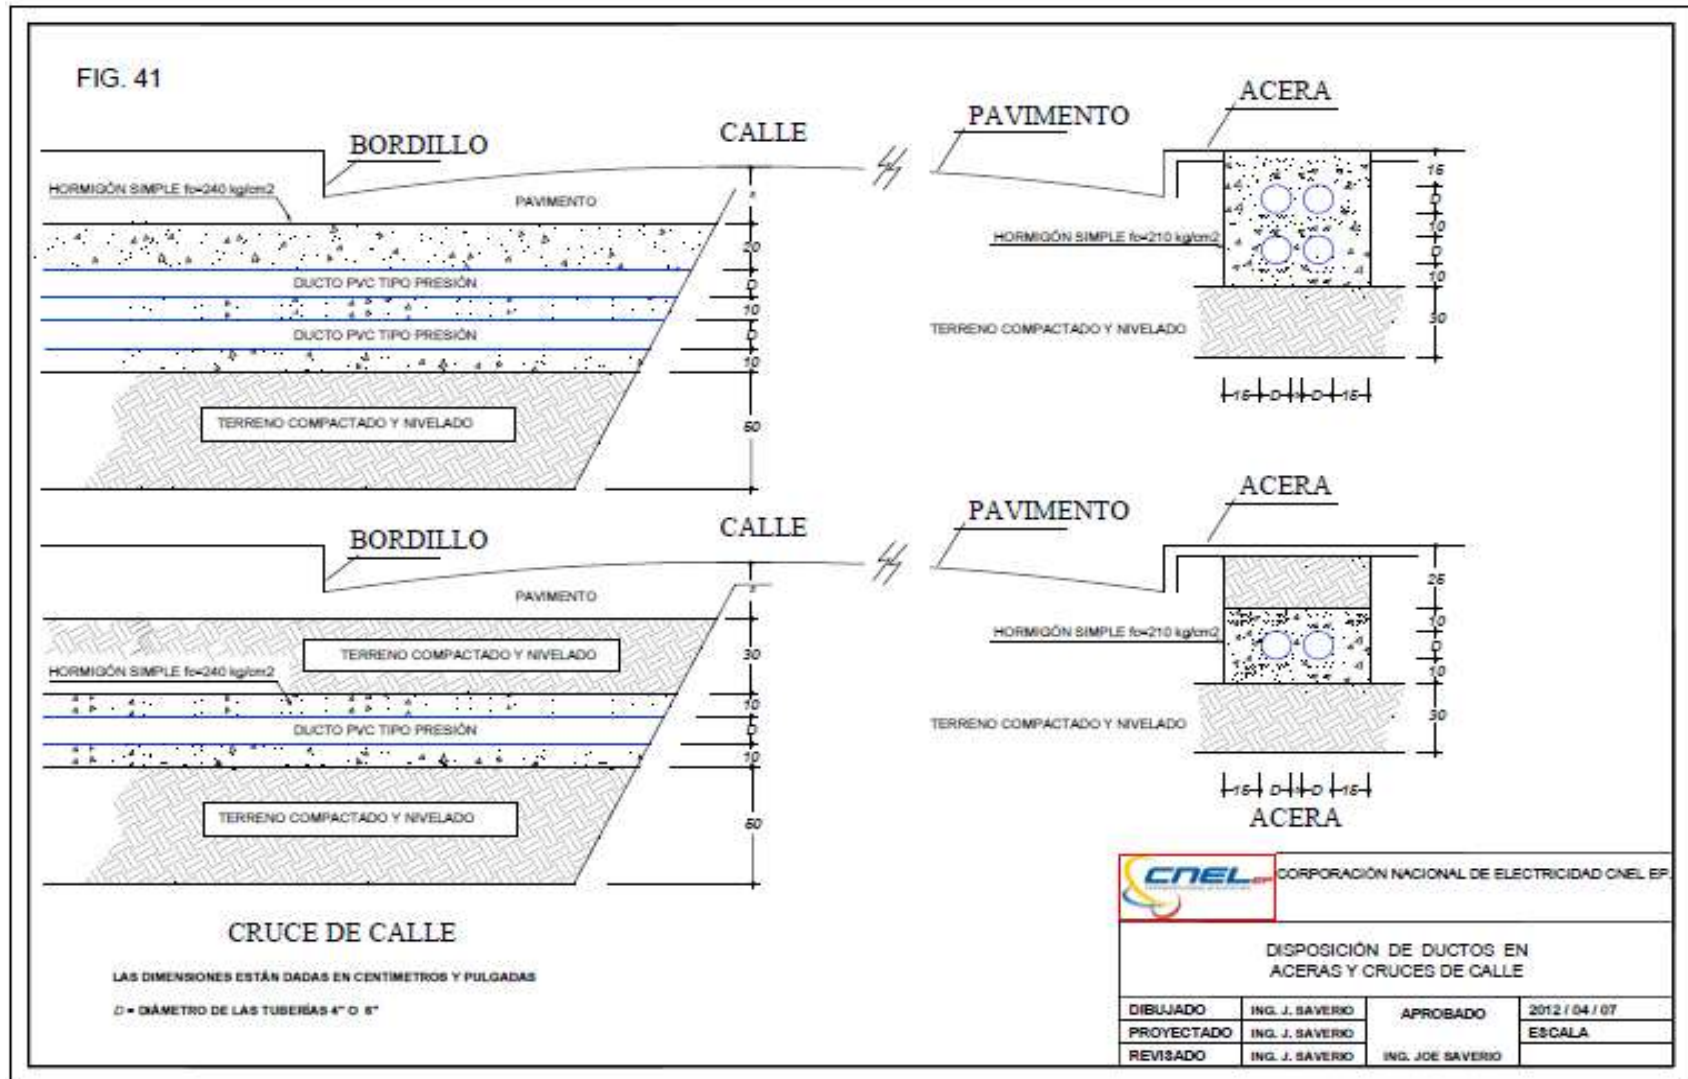 FIG. 41
BORDILLO
CALLE
PAVIMENTO
ACERA
HORMIGÓN SIMPLE fc=240 kg/cm2
PAVIMENTO
DUCTO PVC TIPO PRESIÓN
DUCTO PVC TIPO PRESIÓN
TERRENO COMPACTADO Y NIVELADO
20
D
10
D
10
HORMIGÓN SIMPLE fc=210 kg/cm2
TERRENO COMPACTADO Y NIVELADO
15
D
10
D
10
30
15 D D 15
BORDILLO
CALLE
PAVIMENTO
ACERA
PAVIMENTO
TERRENO COMPACTADO Y NIVELADO
HORMIGÓN SIMPLE fc=240 kg/cm2
DUCTO PVC TIPO PRESIÓN
TERRENO COMPACTADO Y NIVELADO
30
10
D
10
HORMIGÓN SIMPLE fc=210 kg/cm2
TERRENO COMPACTADO Y NIVELADO
25
10
D
10
30
15 D D 15
ACERA
CRUCE DE CALLE
LAS DIMENSIONES ESTÁN DADAS EN CENTÍMETROS Y PULGADAS
D = DIÁMETRO DE LAS TUBERÍAS 4" O 6"
CNEL EP
CORPORACIÓN NACIONAL DE ELECTRICIDAD CNEL EP.
DISPOSICIÓN DE DUCTOS EN
ACERAS Y CRUCES DE CALLE
DIBUJADO ING. J. SAVERIO APROBADO 2012 / 04 / 07
PROYECTADO ING. J. SAVERIO ESCALA
REVISADO ING. J. SAVERIO ING. JOE SAVERIO